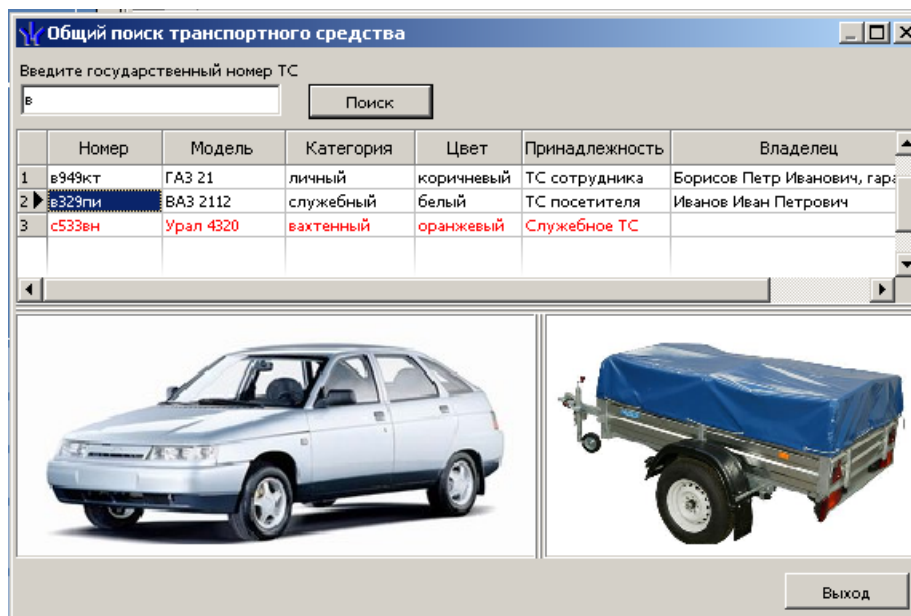 Общий поиск транспортного средства
Введите государственный номер ТС
в
Поиск
Номер Модель Категория Цвет Принадлежность Владелец
1 в949кт ГАЗ 21 личный коричневый ТС сотрудника Борисов Петр Иванович, гара
2 в329пи ВАЗ 2112 служебный белый ТС посетителя Иванов Иван Петрович
3 с533вн Урал 4320 вахтенный оранжевый Служебное ТС
Выход